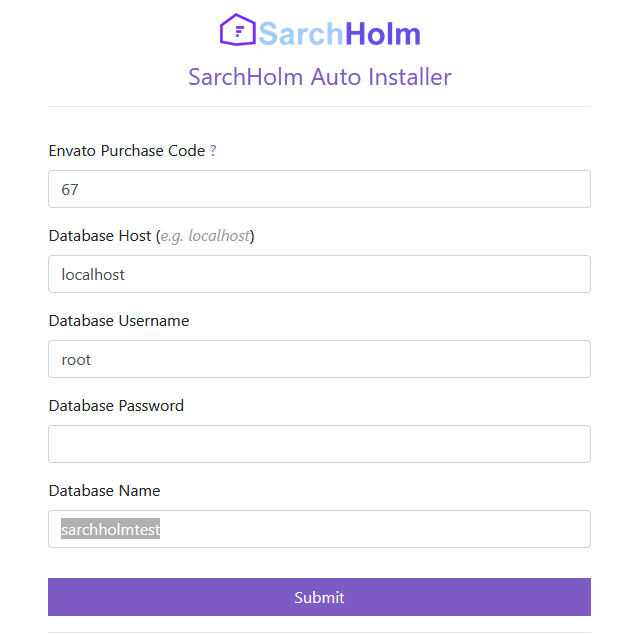 SarchHolm
SarchHolm Auto Installer
Envato Purchase Code ?
67
Database Host (e.g. localhost)
localhost
Database Username
root
Database Password
Database Name
sarchholmtest
Submit